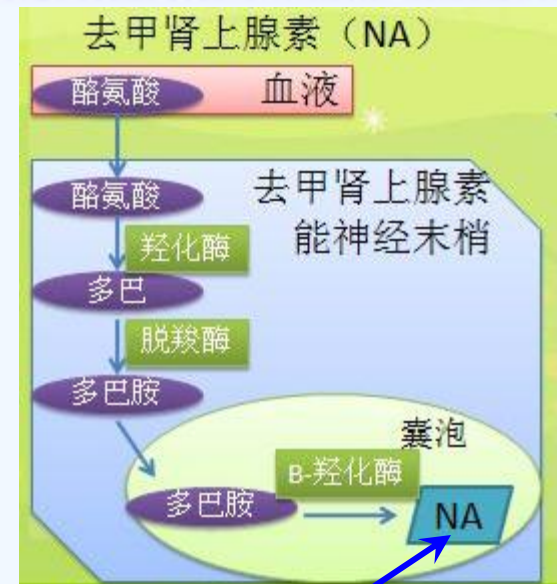 去甲肾上腺素（NA）
酪氨酸
血液
酪氨酸
去甲肾上腺素
能神经末梢
羟化酶
多巴
脱羧酶
多巴胺
囊泡
B-羟化酶
多巴胺
NA